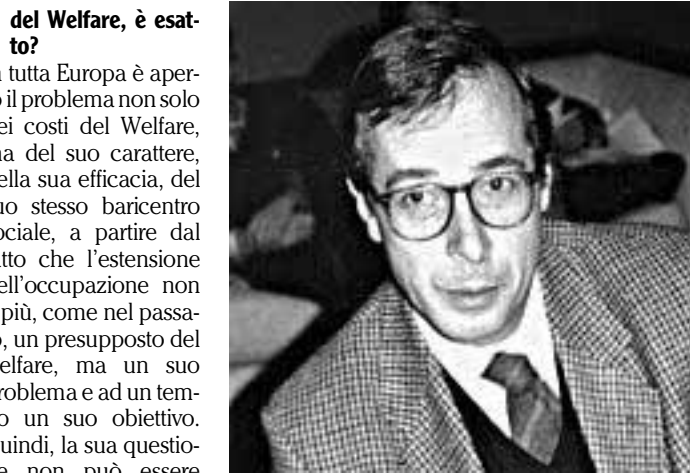 del Welfare, è esat-
to?
tutta Europa è aper-
il problema non solo
ei costi del Welfare,
a del suo carattere,
ella sua efficacia, del
uo stesso baricentro
ociale, a partire dal
tto che l'estensione
ell'occupazione non
più, come nel passa-
o, un presupposto del
elfare, ma un suo
roblema e ad un tem-
o un suo obiettivo.
uindi, la sua questio-
e non può essere